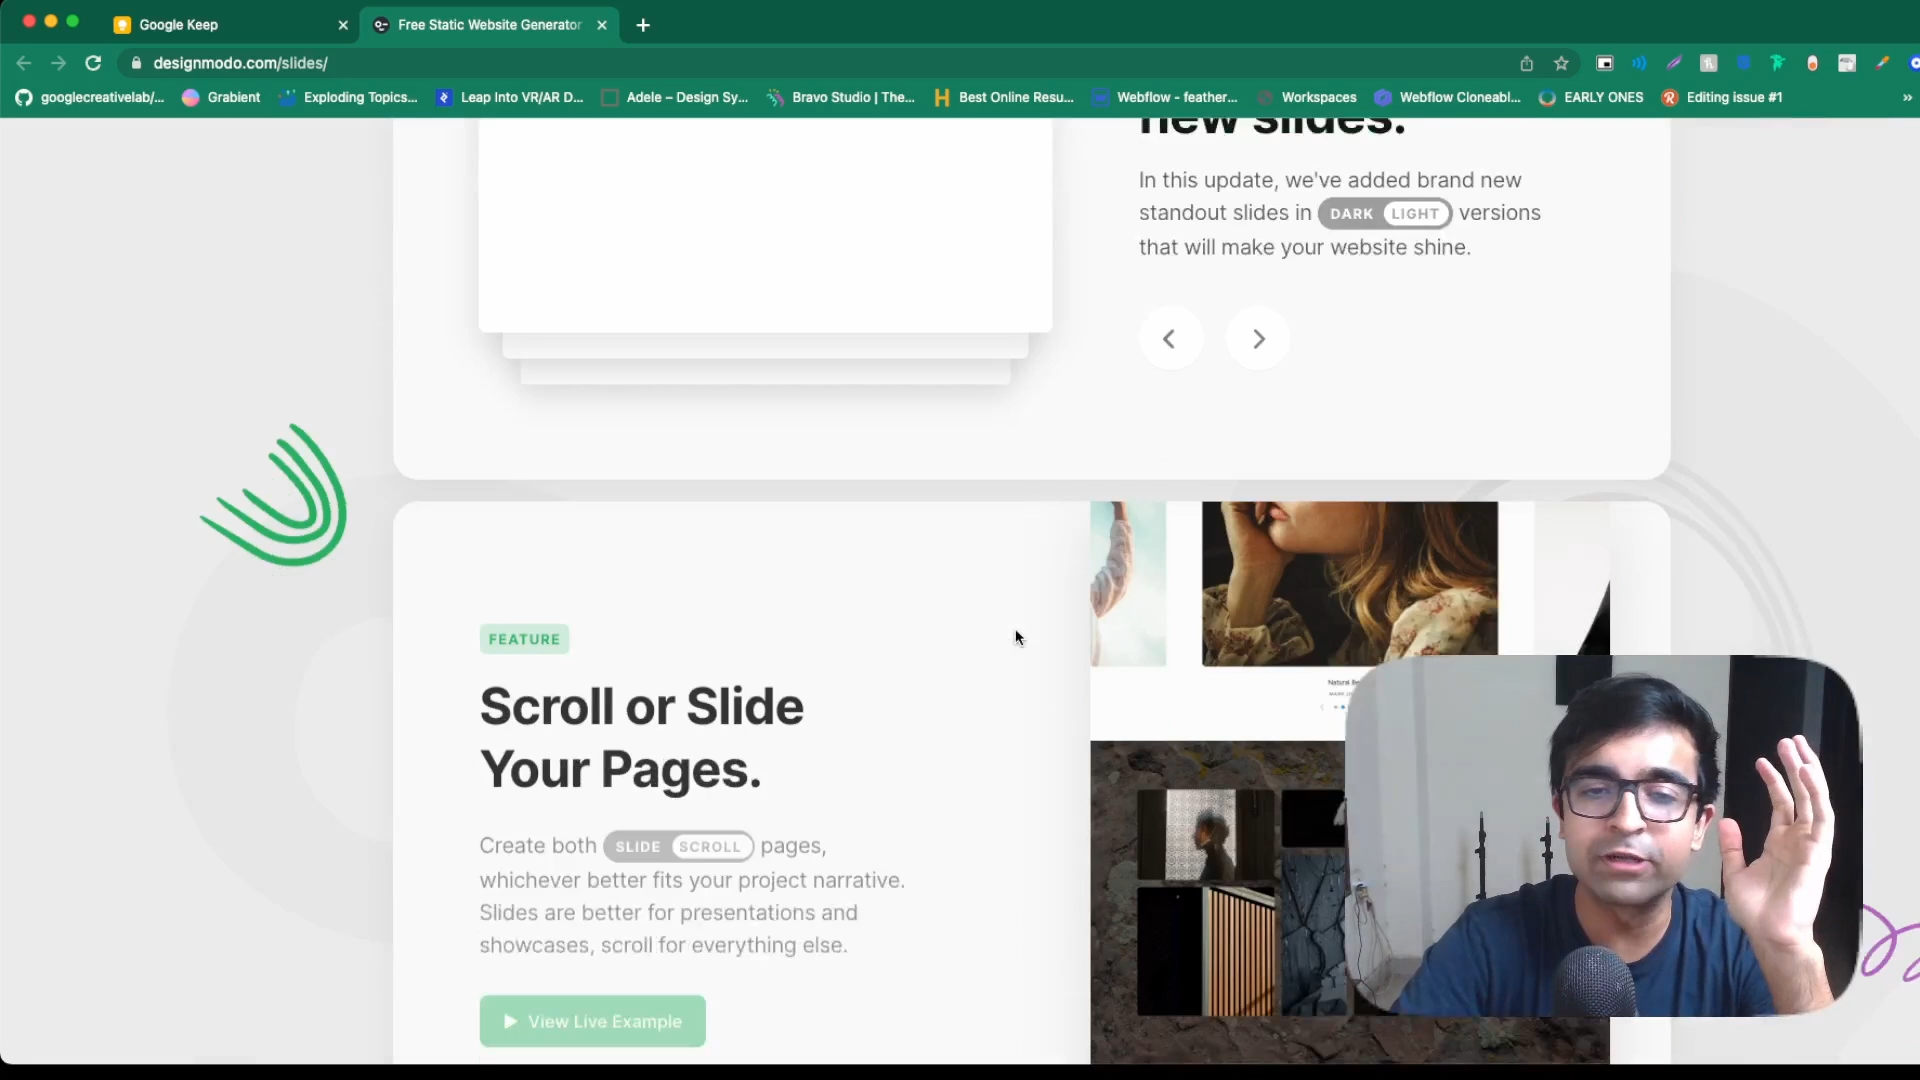 Google Keep
Free Static Website Generator
designmodo.com/slides/
googlecreativelab/...
Grabient
Exploding Topics...
Leap Into VR/AR D...
Adele – Design Sy...
Bravo Studio | The...
Best Online Resu...
Webflow - feather...
Workspaces
Webflow Cloneabl...
EARLY ONES
Editing issue #1
new slides.
In this update, we've added brand new
standout slides in DARK LIGHT versions
that will make your website shine.
FEATURE
Scroll or Slide
Your Pages.
Create both SLIDE SCROLL pages,
whichever better fits your project narrative.
Slides are better for presentations and
showcases, scroll for everything else.
View Live Example